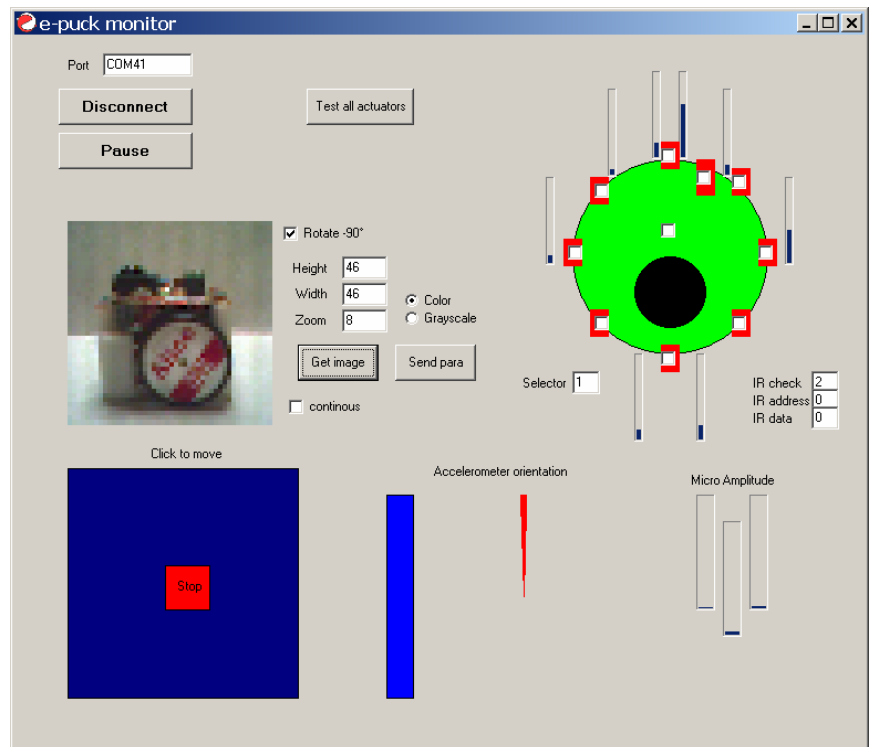 e-puck monitor
Port COM41
Disconnect
Test all actuators
Pause
Rotate -90°
Height 46
Width 46
Zoom 8
Color
Grayscale
Get image
Send para
continous
Selector 1
IR check 2
IR address 0
IR data 0
Click to move
Stop
Accelerometer orientation
Micro Amplitude